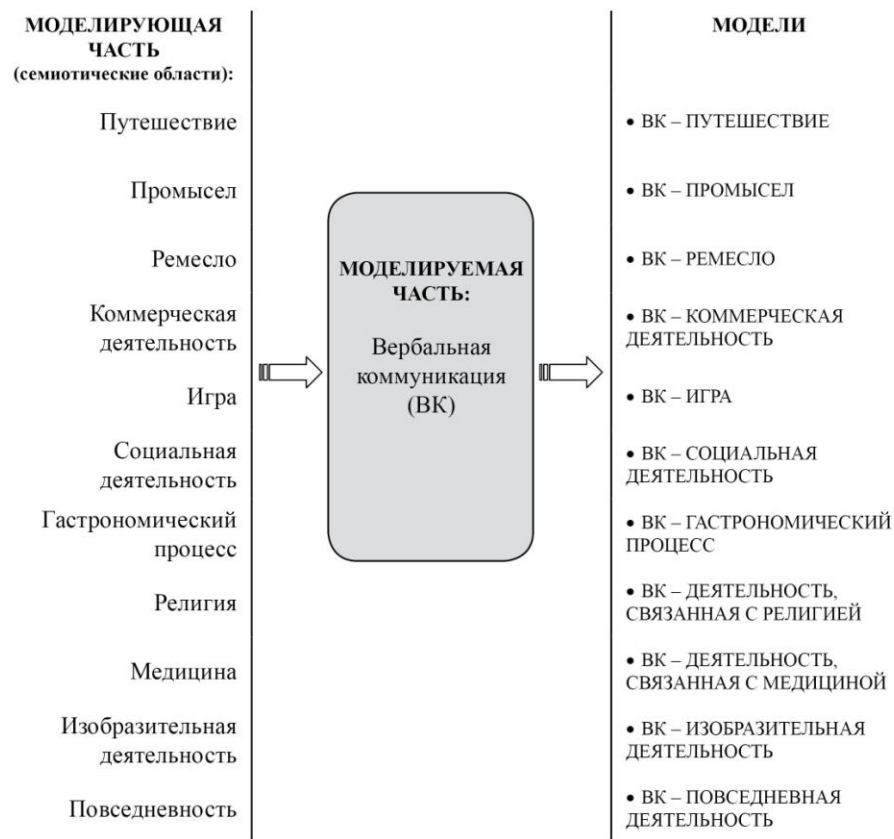 МОДЕЛИРУЮЩАЯ
ЧАСТЬ
(семиотические области):
Путешествие
Промысел
Ремесло
Коммерческая
деятельность
Игра
Социальная
деятельность
Гастрономический
процесс
Религия
Медицина
Изобразительная
деятельность
Повседневность
МОДЕЛИРУЕМАЯ
ЧАСТЬ:
Вербальная
коммуникация
(ВК)
МОДЕЛИ
• ВК – ПУТЕШЕСТВИЕ
• ВК – ПРОМЫСЕЛ
• ВК – РЕМЕСЛО
• ВК – КОММЕРЧЕСКАЯ
ДЕЯТЕЛЬНОСТЬ
• ВК – ИГРА
• ВК – СОЦИАЛЬНАЯ
ДЕЯТЕЛЬНОСТЬ
• ВК – ГАСТРОНОМИЧЕСКИЙ
ПРОЦЕСС
• ВК – ДЕЯТЕЛЬНОСТЬ,
СВЯЗАННАЯ С РЕЛИГИЕЙ
• ВК – ДЕЯТЕЛЬНОСТЬ,
СВЯЗАННАЯ С МЕДИЦИНОЙ
• ВК – ИЗОБРАЗИТЕЛЬНАЯ
ДЕЯТЕЛЬНОСТЬ
• ВК – ПОВСЕДНЕВНАЯ
ДЕЯТЕЛЬНОСТЬ